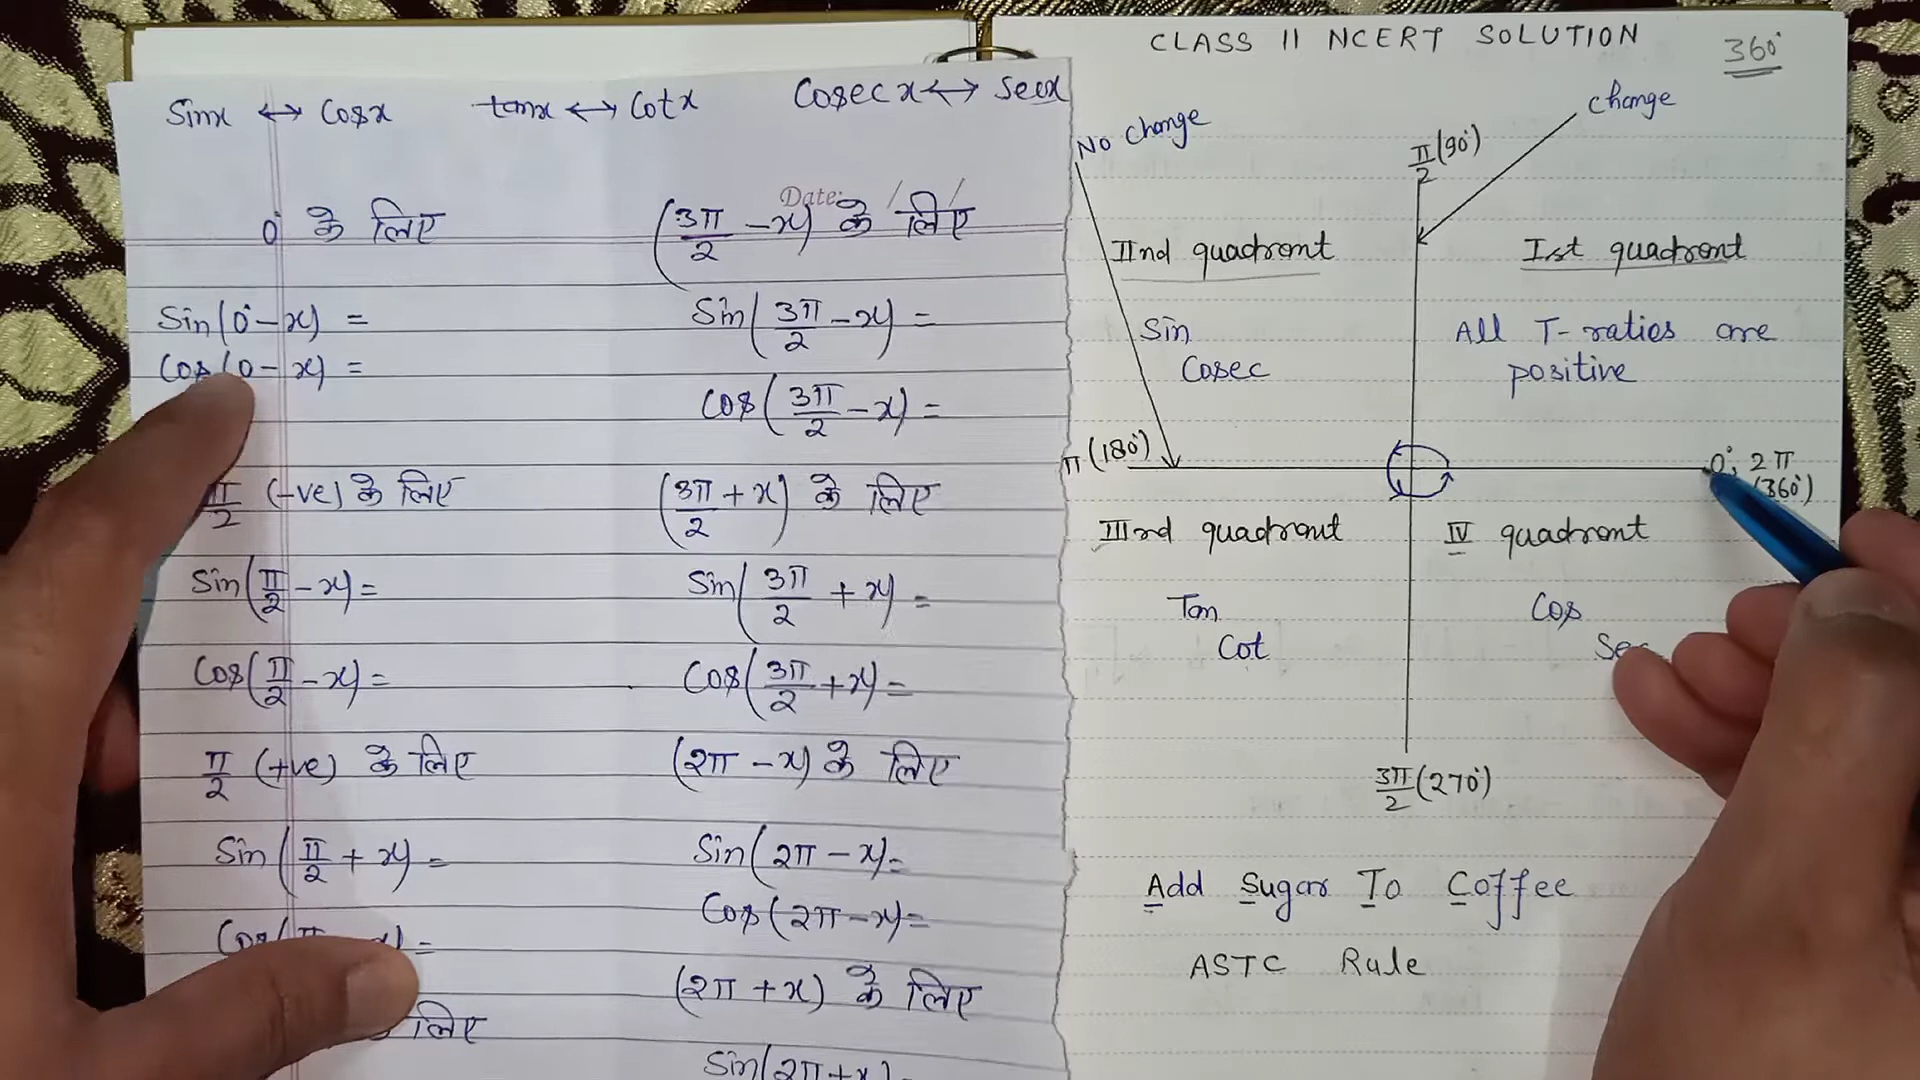 Sinx ↔ Cosx tanx ↔ Cotx Cosec x ↔ Secx
0° के लिए
Sin(0°-x) =
Cos(0-x) =
π/2 (-ve) के लिए
Sin(π/2 - x) =
Cos(π/2 - x) =
π/2 (+ve) के लिए
Sin(π/2 + x) =
लिए
Date:
(3π/2 - x) के लिए
Sin(3π/2 - x) =
Cos(3π/2 - x) =
(3π/2 + x) के लिए
Sin(3π/2 + x) =
Cos(3π/2 + x) =
(2π - x) के लिए
Sin(2π - x) =
Cos(2π - x) =
(2π + x) के लिए
Sin(2π + x)
CLASS 11 NCERT SOLUTION
360°
change
No change
π/2 (90°)
IInd quadrant Ist quadrant
Sin All T-ratios are
Cosec positive
π (180°) 0°, 2π
(360°)
IIIrd quadrant IV quadrant
Tan Cos
Cot
3π/2 (270°)
Add Sugar To Coffee
ASTC Rule